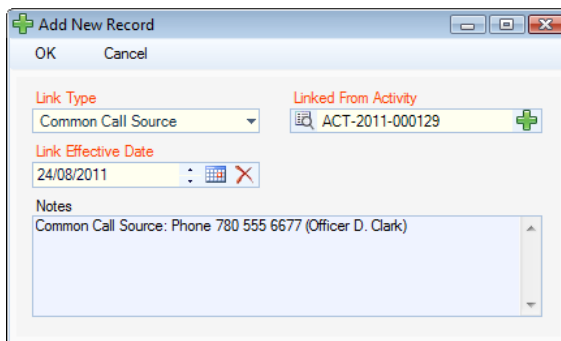 Add New Record
OK Cancel
Link Type Linked From Activity
Common Call Source ACT-2011-000129
Link Effective Date
24/08/2011
Notes
Common Call Source: Phone 780 555 6677 (Officer D. Clark)